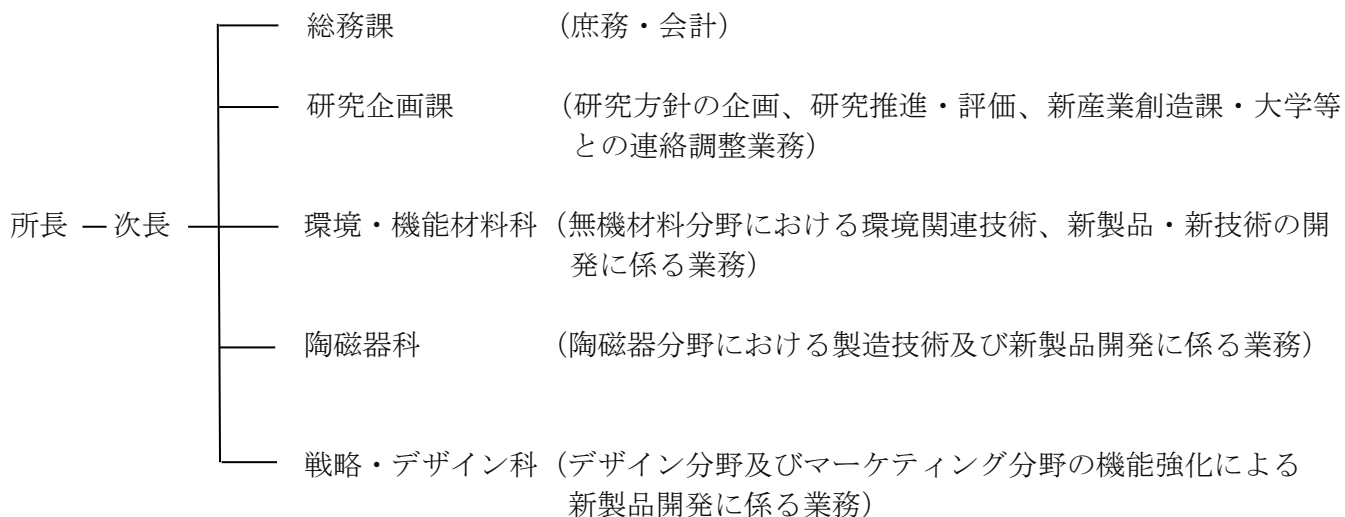 総務課 (庶務・会計)
研究企画課 (研究方針の企画、研究推進・評価、新産業創造課・大学等
との連絡調整業務)
所長 ― 次長 環境・機能材料科 (無機材料分野における環境関連技術、新製品・新技術の開
発に係る業務)
陶磁器科 (陶磁器分野における製造技術及び新製品開発に係る業務)
戦略・デザイン科 (デザイン分野及びマーケティング分野の機能強化による
新製品開発に係る業務)